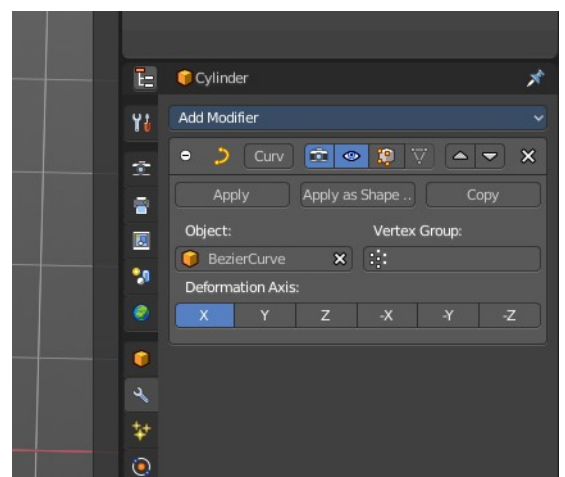 Cylinder
Add Modifier
Curv
Apply Apply as Shape .. Copy
Object: Vertex Group:
BezierCurve
Deformation Axis:
X Y Z -X -Y -Z